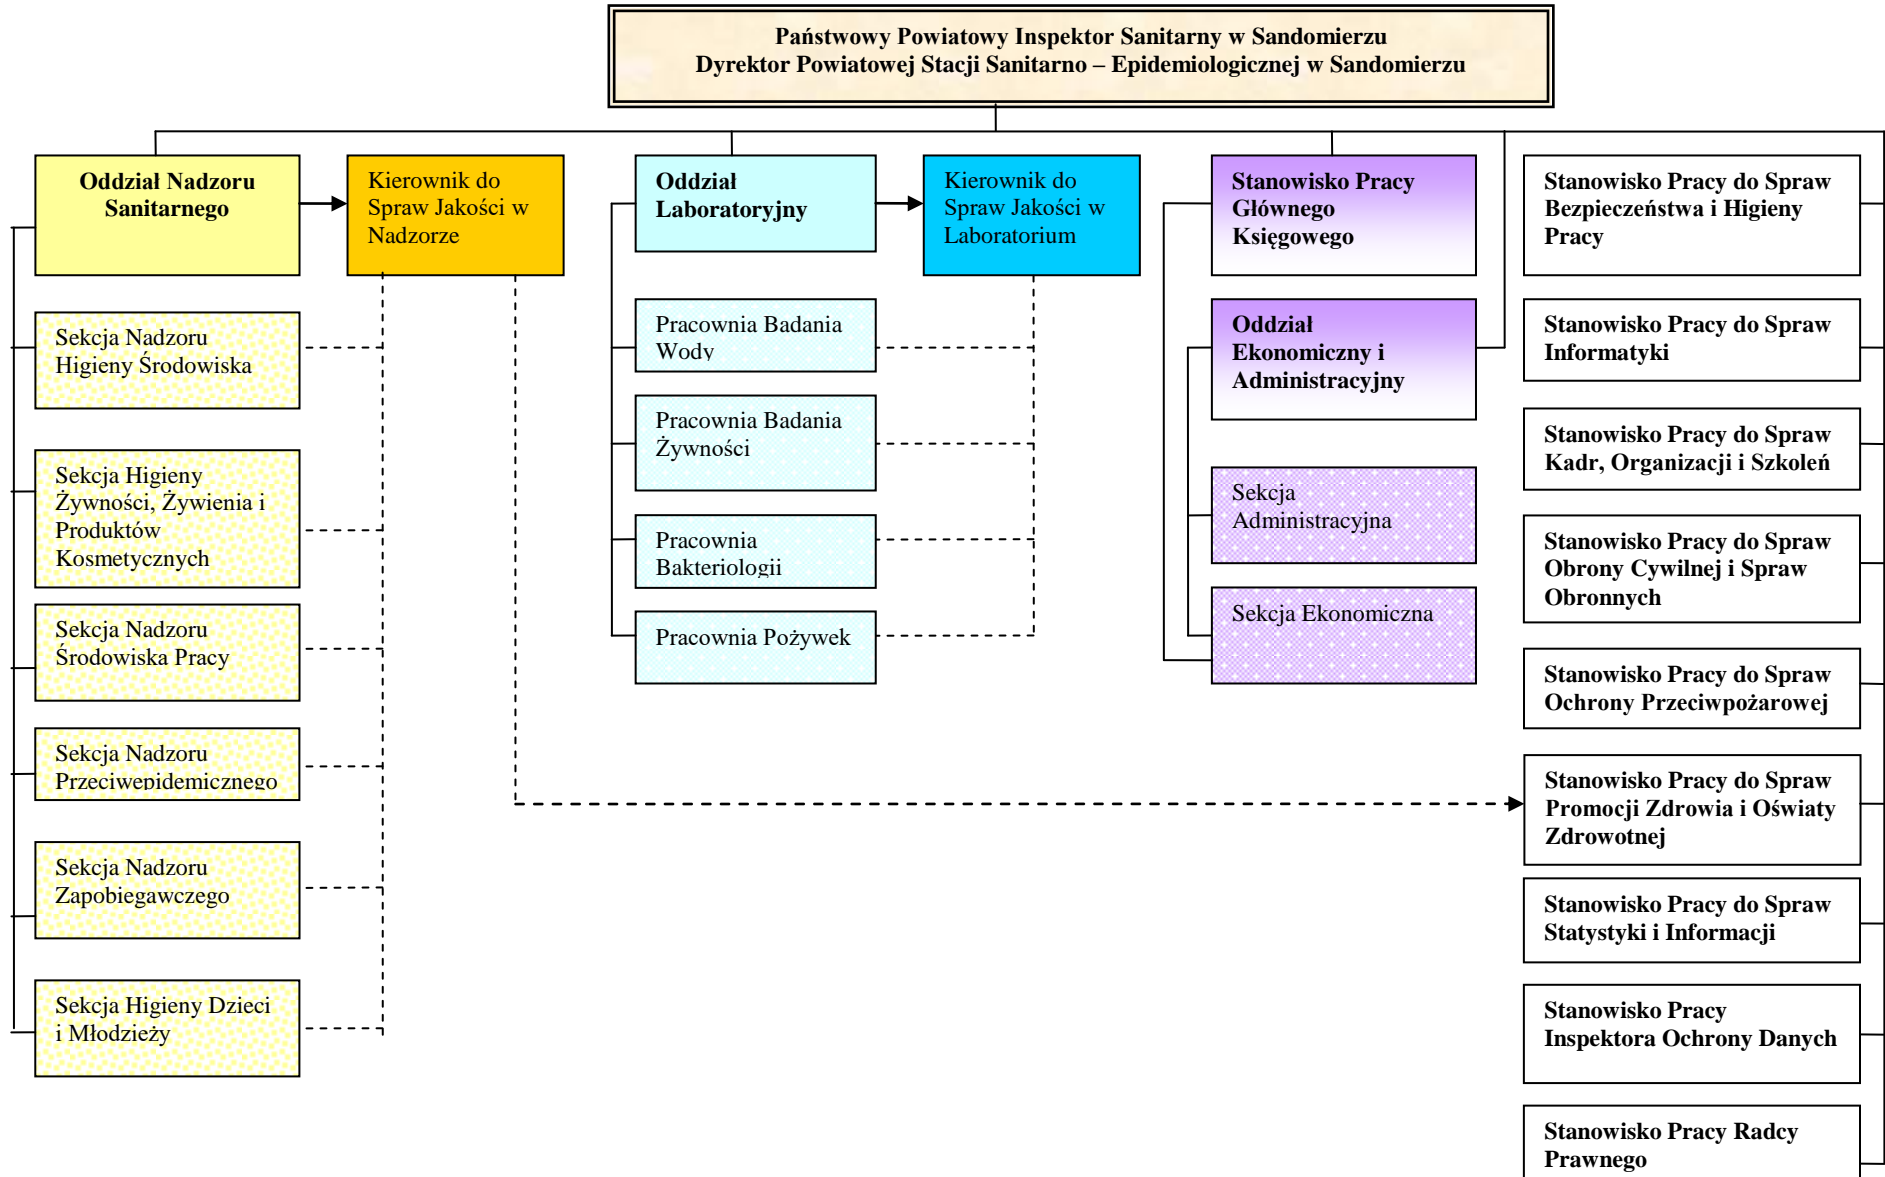 Państwowy Powiatowy Inspektor Sanitarny w Sandomierzu
Dyrektor Powiatowej Stacji Sanitarno – Epidemiologicznej w Sandomierzu
Oddział Nadzoru
Sanitarnego
Kierownik do
Spraw Jakości w
Nadzorze
Oddział
Laboratoryjny
Kierownik do
Spraw Jakości w
Laboratorium
Stanowisko Pracy
Głównego
Księgowego
Stanowisko Pracy do Spraw
Bezpieczeństwa i Higieny
Pracy
Sekcja Nadzoru
Higieny Środowiska
Sekcja Higieny
Żywności, Żywienia i
Produktów
Kosmetycznych
Sekcja Nadzoru
Środowiska Pracy
Sekcja Nadzoru
Przeciwepidemicznego
Sekcja Nadzoru
Zapobiegawczego
Sekcja Higieny Dzieci
i Młodzieży
Pracownia Badania
Wody
Pracownia Badania
Żywności
Pracownia
Bakteriologii
Pracownia Pożywek
Oddział
Ekonomiczny i
Administracyjny
Sekcja
Administracyjna
Sekcja Ekonomiczna
Stanowisko Pracy do Spraw
Informatyki
Stanowisko Pracy do Spraw
Kadr, Organizacji i Szkoleń
Stanowisko Pracy do Spraw
Obrony Cywilnej i Spraw
Obronnych
Stanowisko Pracy do Spraw
Ochrony Przeciwpożarowej
Stanowisko Pracy do Spraw
Promocji Zdrowia i Oświaty
Zdrowotnej
Stanowisko Pracy do Spraw
Statystyki i Informacji
Stanowisko Pracy
Inspektora Ochrony Danych
Stanowisko Pracy Radcy
Prawnego